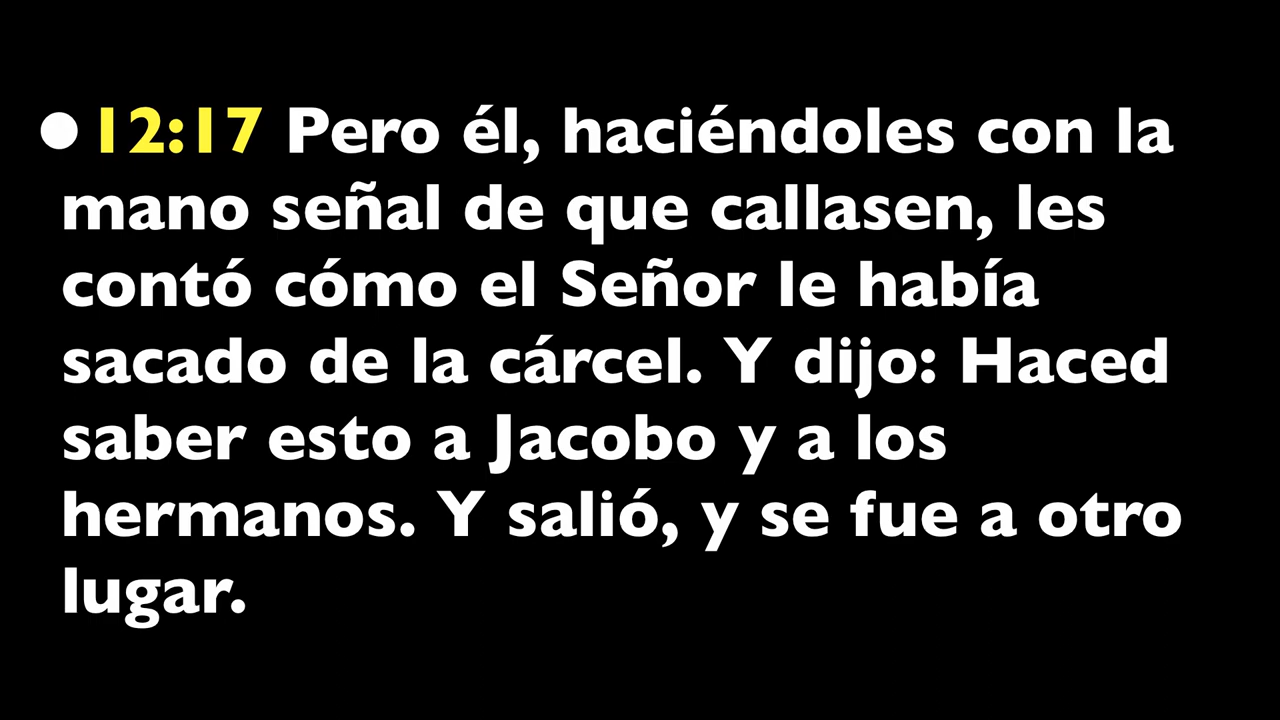 ● 12:17 Pero él, haciéndoles con la
mano señal de que callasen, les
contó cómo el Señor le había
sacado de la cárcel. Y dijo: Haced
saber esto a Jacobo y a los
hermanos. Y salió, y se fue a otro
lugar.